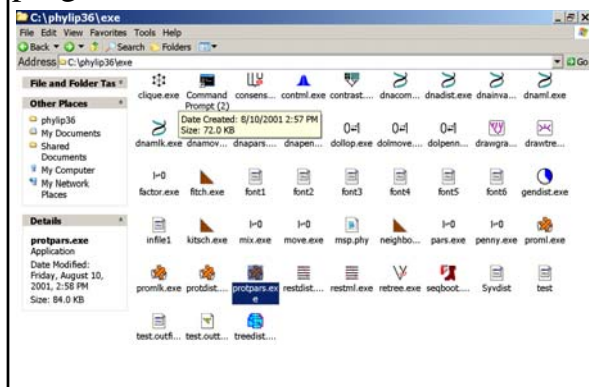 C:\phylip36\exe
File Edit View Favorites Tools Help
Back Search Folders
Address C:\phylip36\exe Go
File and Folder Tas
Other Places
phylip36
My Documents
Shared Documents
My Computer
My Network Places
Details
protpars.exe
Application
Date Modified:
Friday, August 10,
2001, 2:58 PM
Size: 84.0 KB
clique.exe Command Prompt (2) consens... contml.exe contrast.... dnacom... dnadist.exe dnainva... dnaml.exe
Date Created: 8/10/2001 2:57 PM
Size: 72.0 KB
dnamlk.exe dnamov... dnapars.... dnapen... dollop.exe dolmove.... dolpenn... drawgra... drawtre...
factor.exe fitch.exe font1 font2 font3 font4 font5 font6 gendist.exe
infile1 kitsch.exe mix.exe move.exe msp.phy neighbo... pars.exe penny.exe proml.exe
promlk.exe protdist.... protpars.exe restdist.... restml.exe retree.exe seqboot.... Syvdist test
test.outfi... test.outt... treedist....